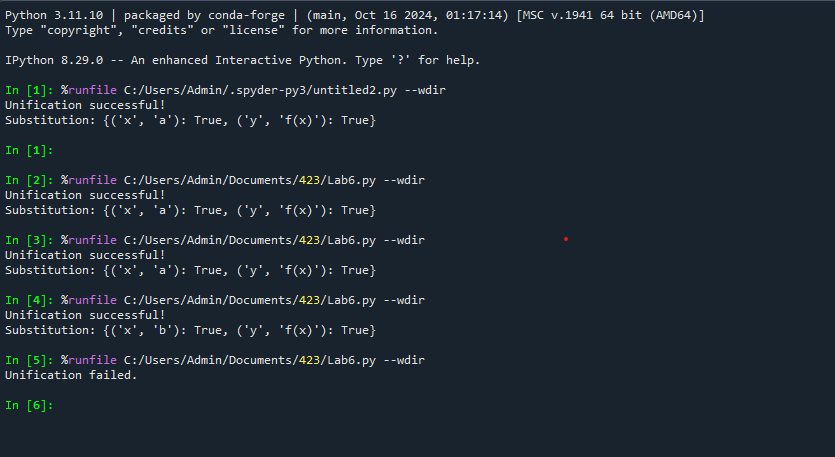 Python 3.11.10 | packaged by conda-forge | (main, Oct 16 2024, 01:17:14) [MSC v.1941 64 bit (AMD64)]
Type "copyright", "credits" or "license" for more information.
IPython 8.29.0 -- An enhanced Interactive Python. Type '?' for help.
In [1]: %runfile C:/Users/Admin/.spyder-py3/untitled2.py --wdir
Unification successful!
Substitution: {('x', 'a'): True, ('y', 'f(x)'): True}
In [1]:
In [2]: %runfile C:/Users/Admin/Documents/423/Lab6.py --wdir
Unification successful!
Substitution: {('x', 'a'): True, ('y', 'f(x)'): True}
In [3]: %runfile C:/Users/Admin/Documents/423/Lab6.py --wdir
Unification successful!
Substitution: {('x', 'a'): True, ('y', 'f(x)'): True}
In [4]: %runfile C:/Users/Admin/Documents/423/Lab6.py --wdir
Unification successful!
Substitution: {('x', 'b'): True, ('y', 'f(x)'): True}
In [5]: %runfile C:/Users/Admin/Documents/423/Lab6.py --wdir
Unification failed.
In [6]: